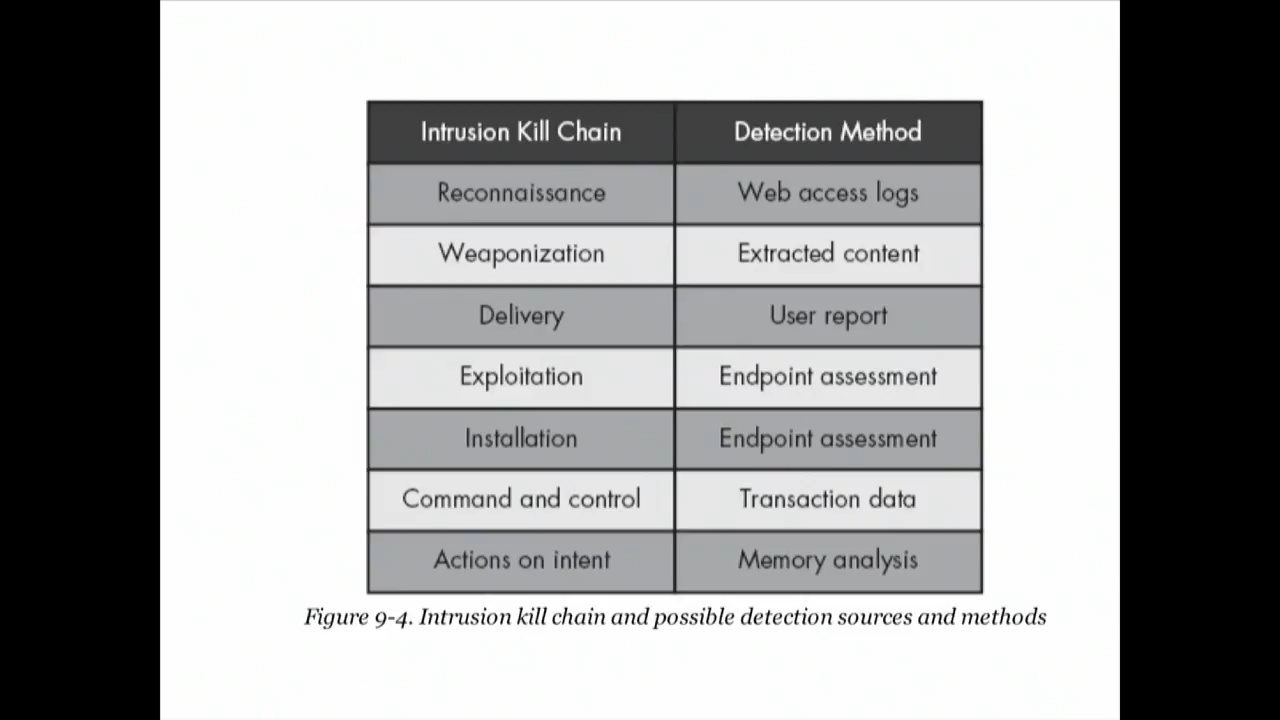 Intrusion Kill Chain Detection Method
Reconnaissance Web access logs
Weaponization Extracted content
Delivery User report
Exploitation Endpoint assessment
Installation Endpoint assessment
Command and control Transaction data
Actions on intent Memory analysis
Figure 9-4. Intrusion kill chain and possible detection sources and methods